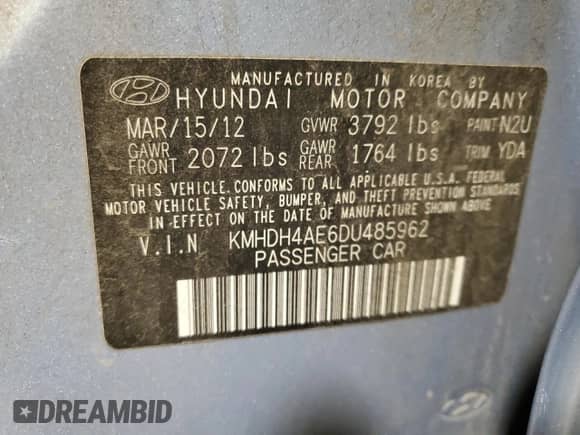 MANUFACTURED IN KOREA BY
HYUNDAI MOTOR COMPANY
MAR/15/12 GVWR 3792 lbs PAINT N2U
GAWR FRONT 2072 lbs GAWR REAR 1764 lbs TRIM YDA
THIS VEHICLE CONFORMS TO ALL APPLICABLE U.S.A. FEDERAL
MOTOR VEHICLE SAFETY, BUMPER, AND THEFT PREVENTION STANDARDS
IN EFFECT ON THE DATE OF MANUFACTURE SHOWN ABOVE
V.I.N KMHDH4AE6DU485962
PASSENGER CAR
DREAMBID